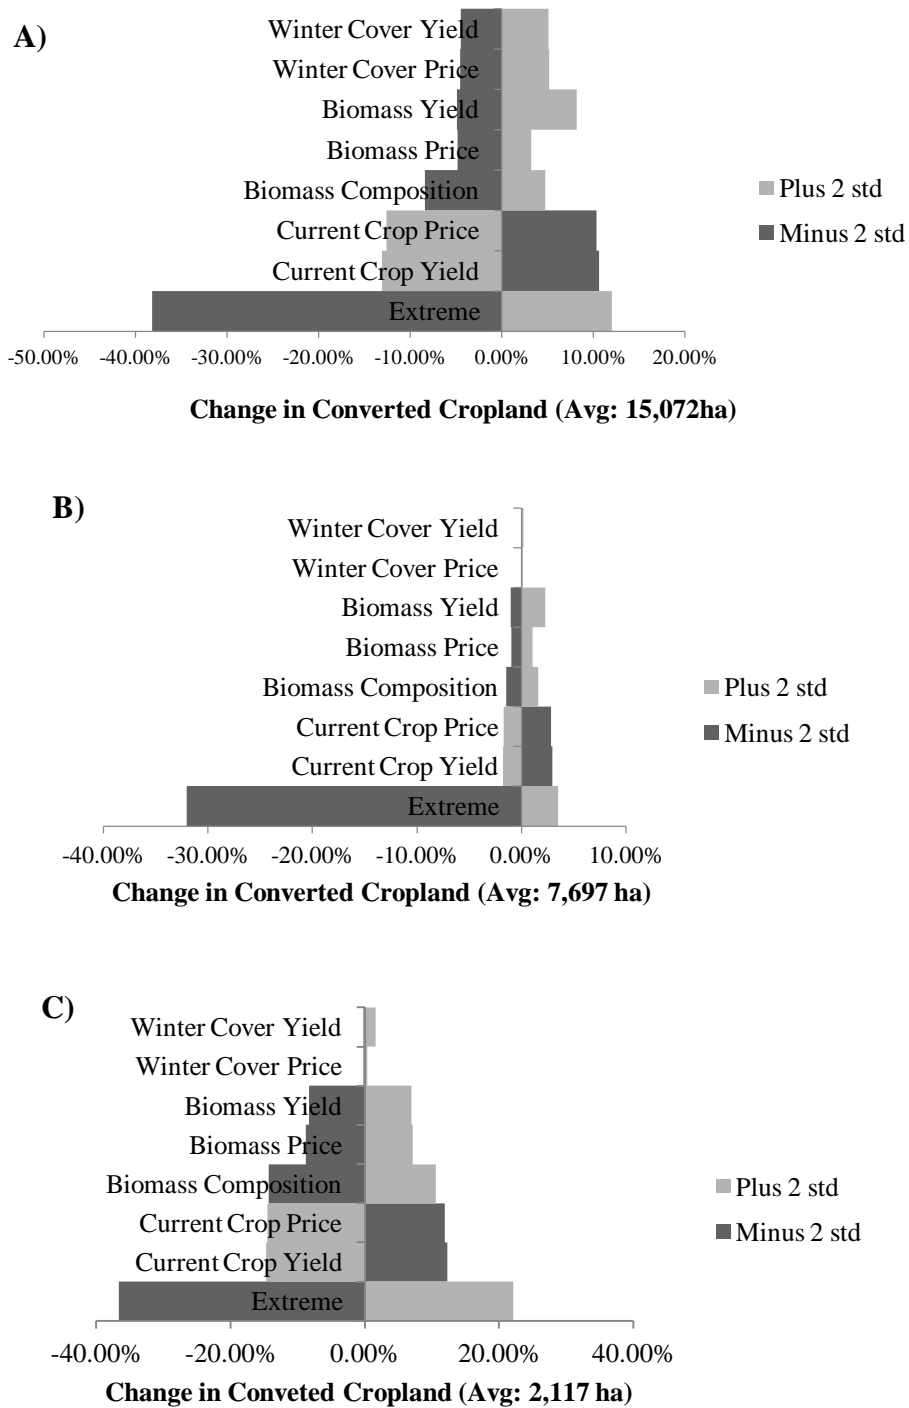 A)
Winter Cover Yield
Winter Cover Price
Biomass Yield
Biomass Price
Biomass Composition
Current Crop Price
Current Crop Yield
Extreme
Plus 2 std
Minus 2 std
-50.00% -40.00% -30.00% -20.00% -10.00% 0.00% 10.00% 20.00%
Change in Converted Cropland (Avg: 15,072ha)
B)
Winter Cover Yield
Winter Cover Price
Biomass Yield
Biomass Price
Biomass Composition
Current Crop Price
Current Crop Yield
Extreme
Plus 2 std
Minus 2 std
-40.00% -30.00% -20.00% -10.00% 0.00% 10.00%
Change in Converted Cropland (Avg: 7,697 ha)
C)
Winter Cover Yield
Winter Cover Price
Biomass Yield
Biomass Price
Biomass Composition
Current Crop Price
Current Crop Yield
Extreme
Plus 2 std
Minus 2 std
-40.00% -20.00% 0.00% 20.00% 40.00%
Change in Conveted Cropland (Avg: 2,117 ha)